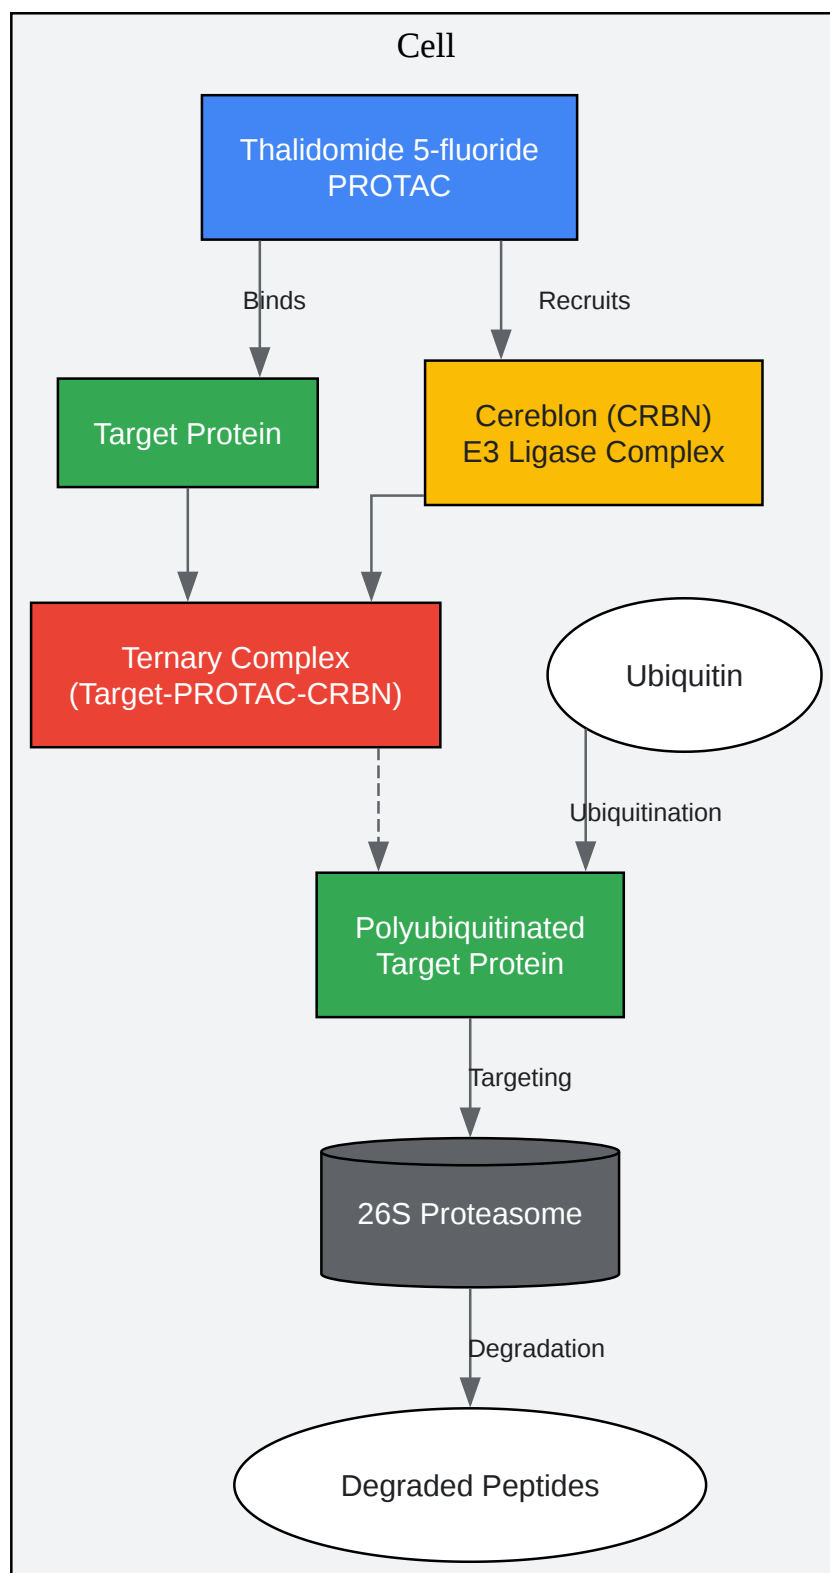 Cell
Thalidomide 5-fluoride
PROTAC
Binds
Recruits
Target Protein
Cereblon (CRBN)
E3 Ligase Complex
Ternary Complex
(Target-PROTAC-CRBN)
Ubiquitin
Ubiquitination
Polyubiquitinated
Target Protein
Targeting
26S Proteasome
Degradation
Degraded Peptides